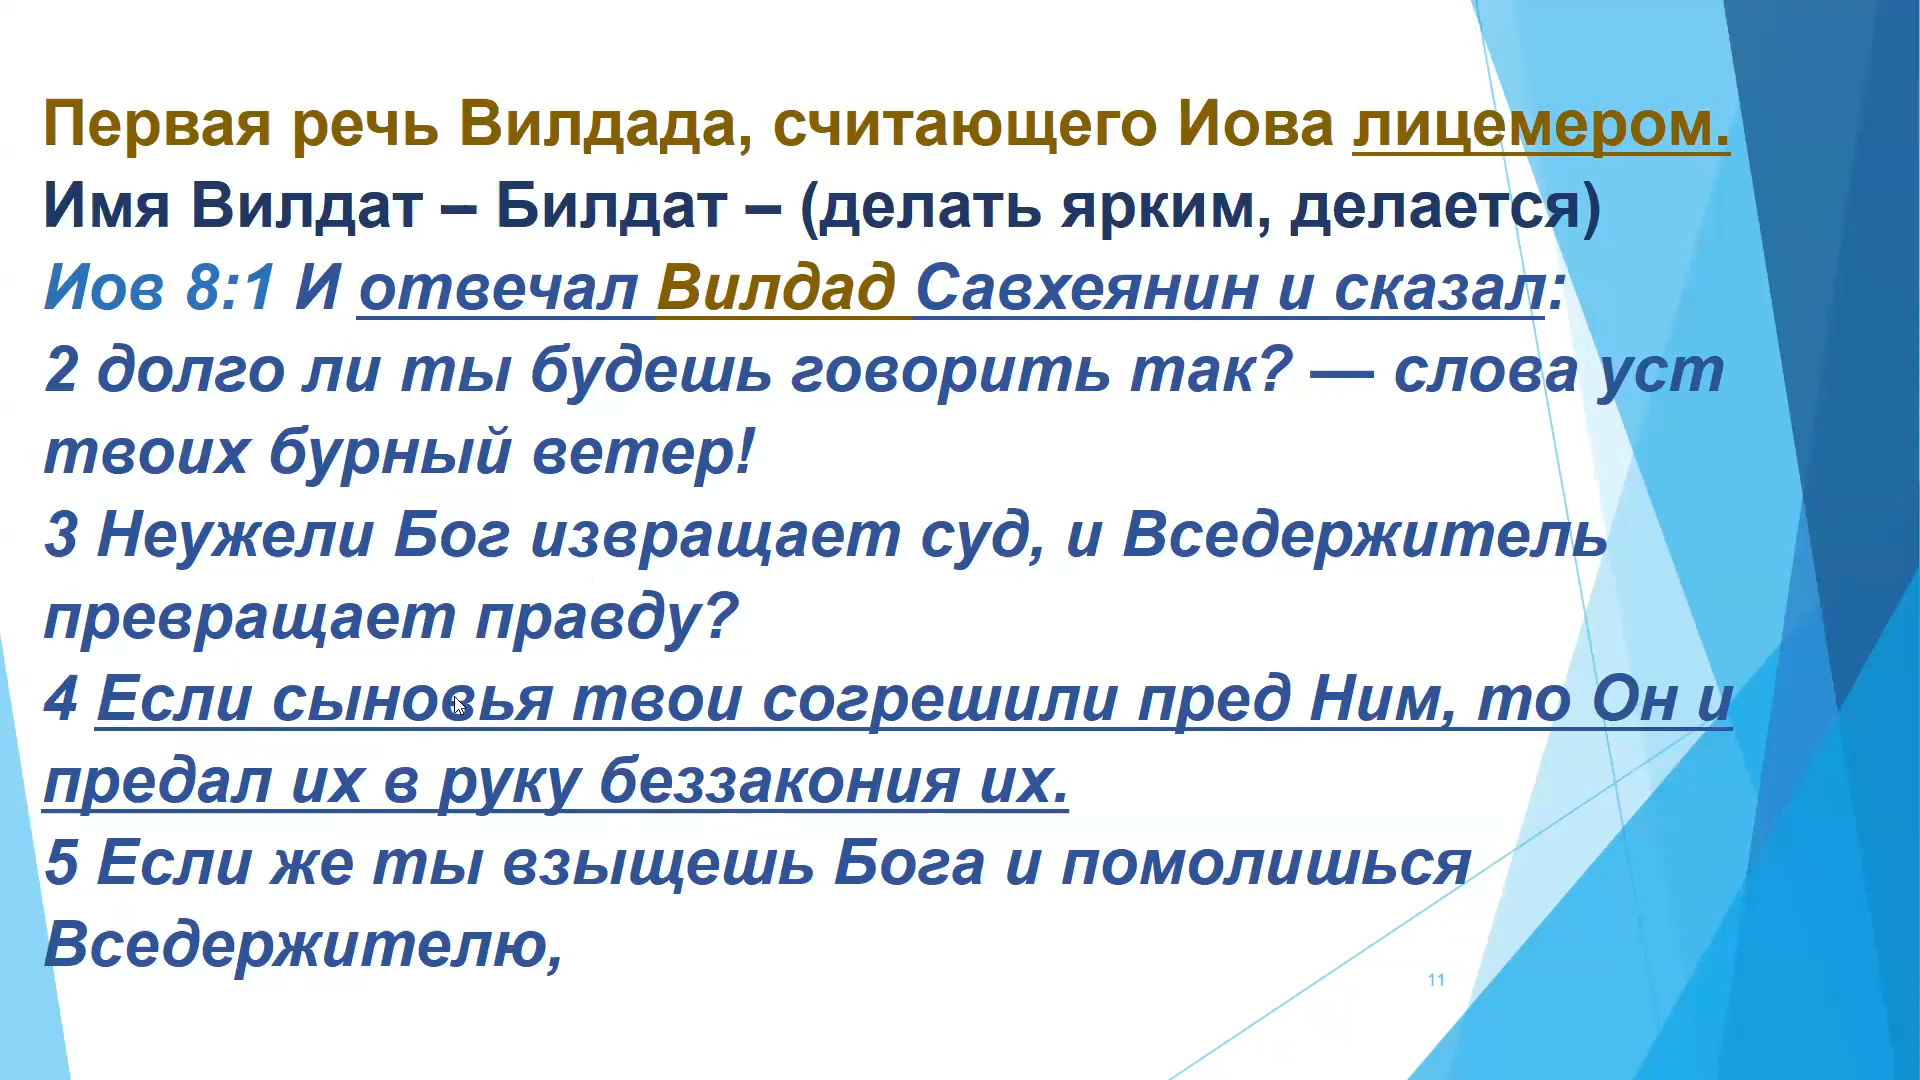 Первая речь Вилдада, считающего Иова лицемером.
Имя Вилдат – Билдат – (делать ярким, делается)
Иов 8:1 И отвечал Вилдад Савхеянин и сказал:
2 долго ли ты будешь говорить так? — слова уст
твоих бурный ветер!
3 Неужели Бог извращает суд, и Вседержитель
превращает правду?
4 Если сыновья твои согрешили пред Ним, то Он и
предал их в руку беззакония их.
5 Если же ты взыщешь Бога и помолишься
Вседержителю,
11